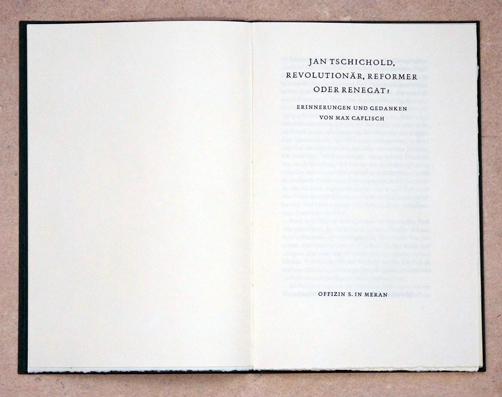 JAN TSCHICHOLD,
REVOLUTIONÄR, REFORMER
ODER RENEGAT?
ERINNERUNGEN UND GEDANKEN
VON MAX CAFLISCH
OFFIZIN S. IN MERAN